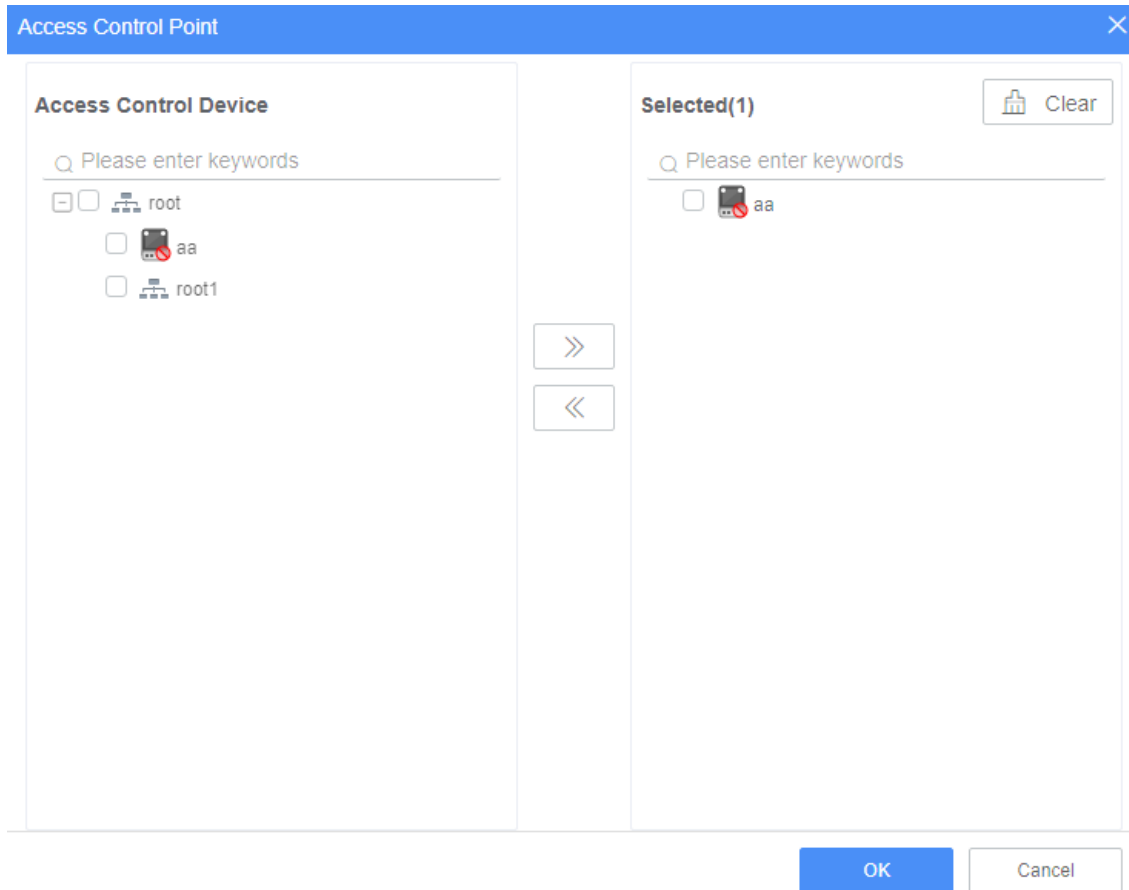 Access Control Point
Access Control Device
Please enter keywords
root
aa
root1
Selected(1)
Clear
Please enter keywords
aa
OK
Cancel